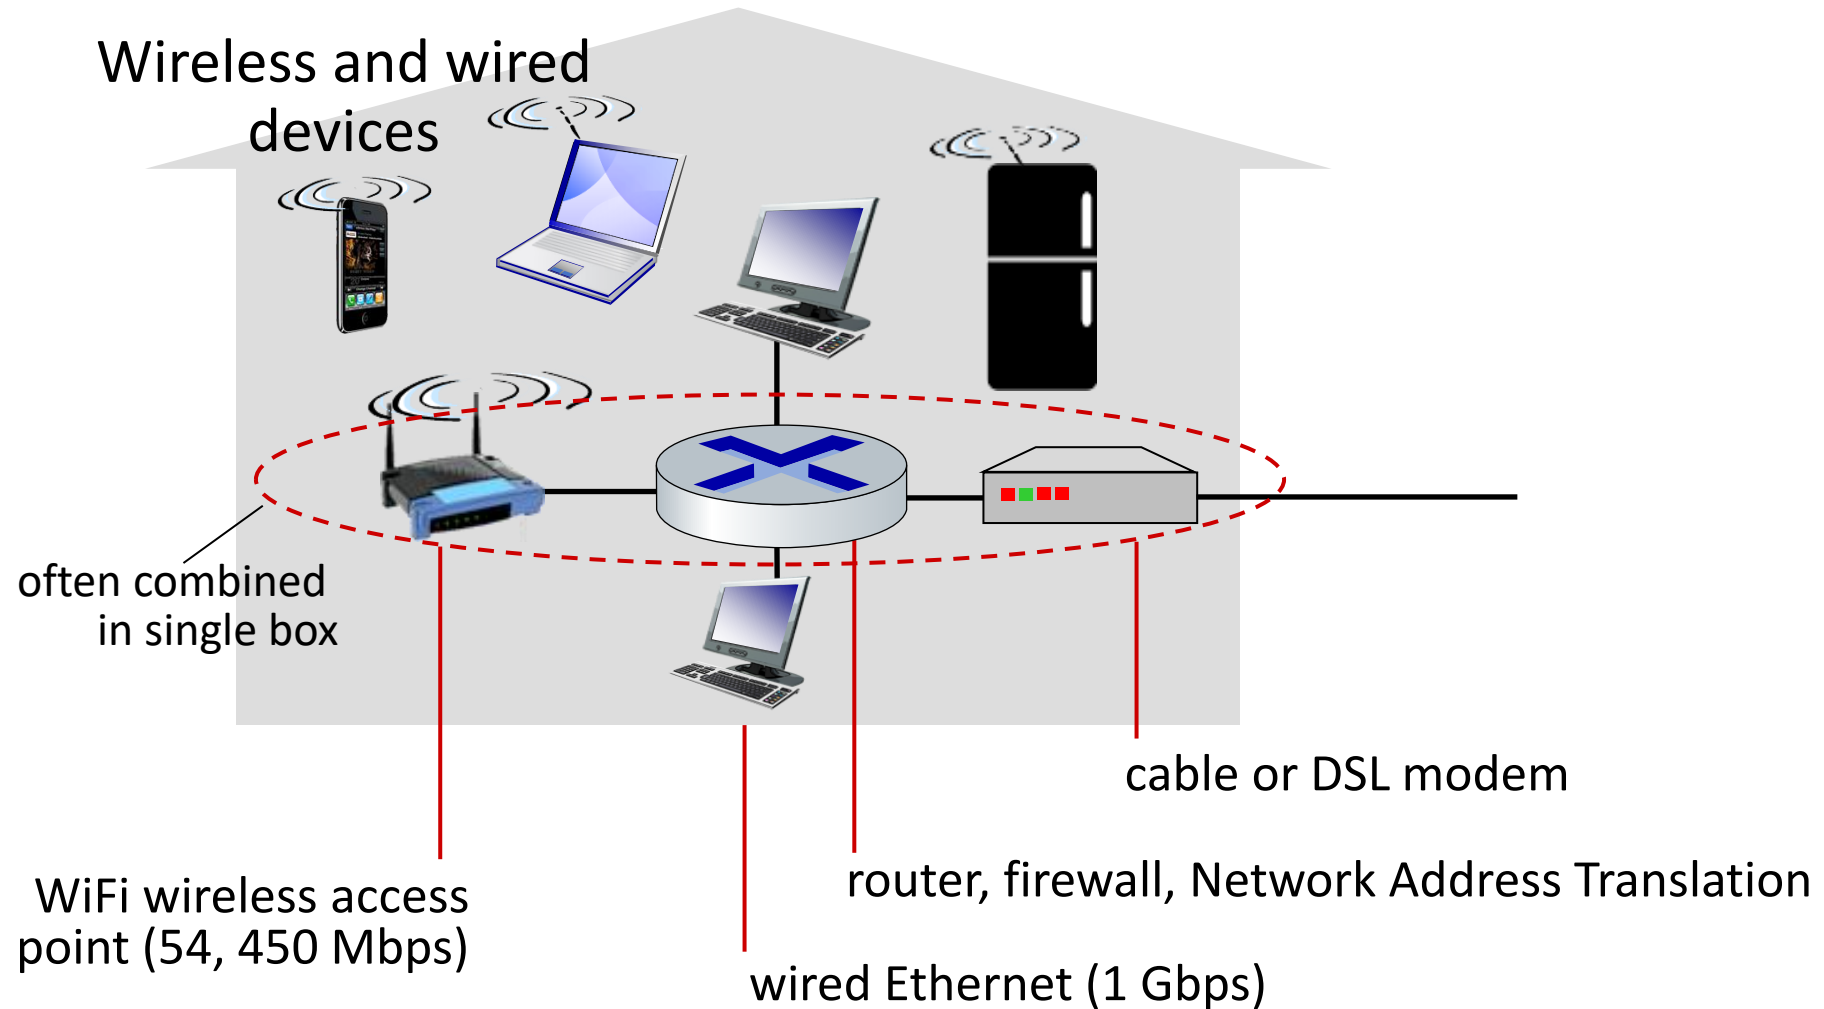 Wireless and wired
devices
often combined
in single box
cable or DSL modem
router, firewall, Network Address Translation
WiFi wireless access
point (54, 450 Mbps)
wired Ethernet (1 Gbps)